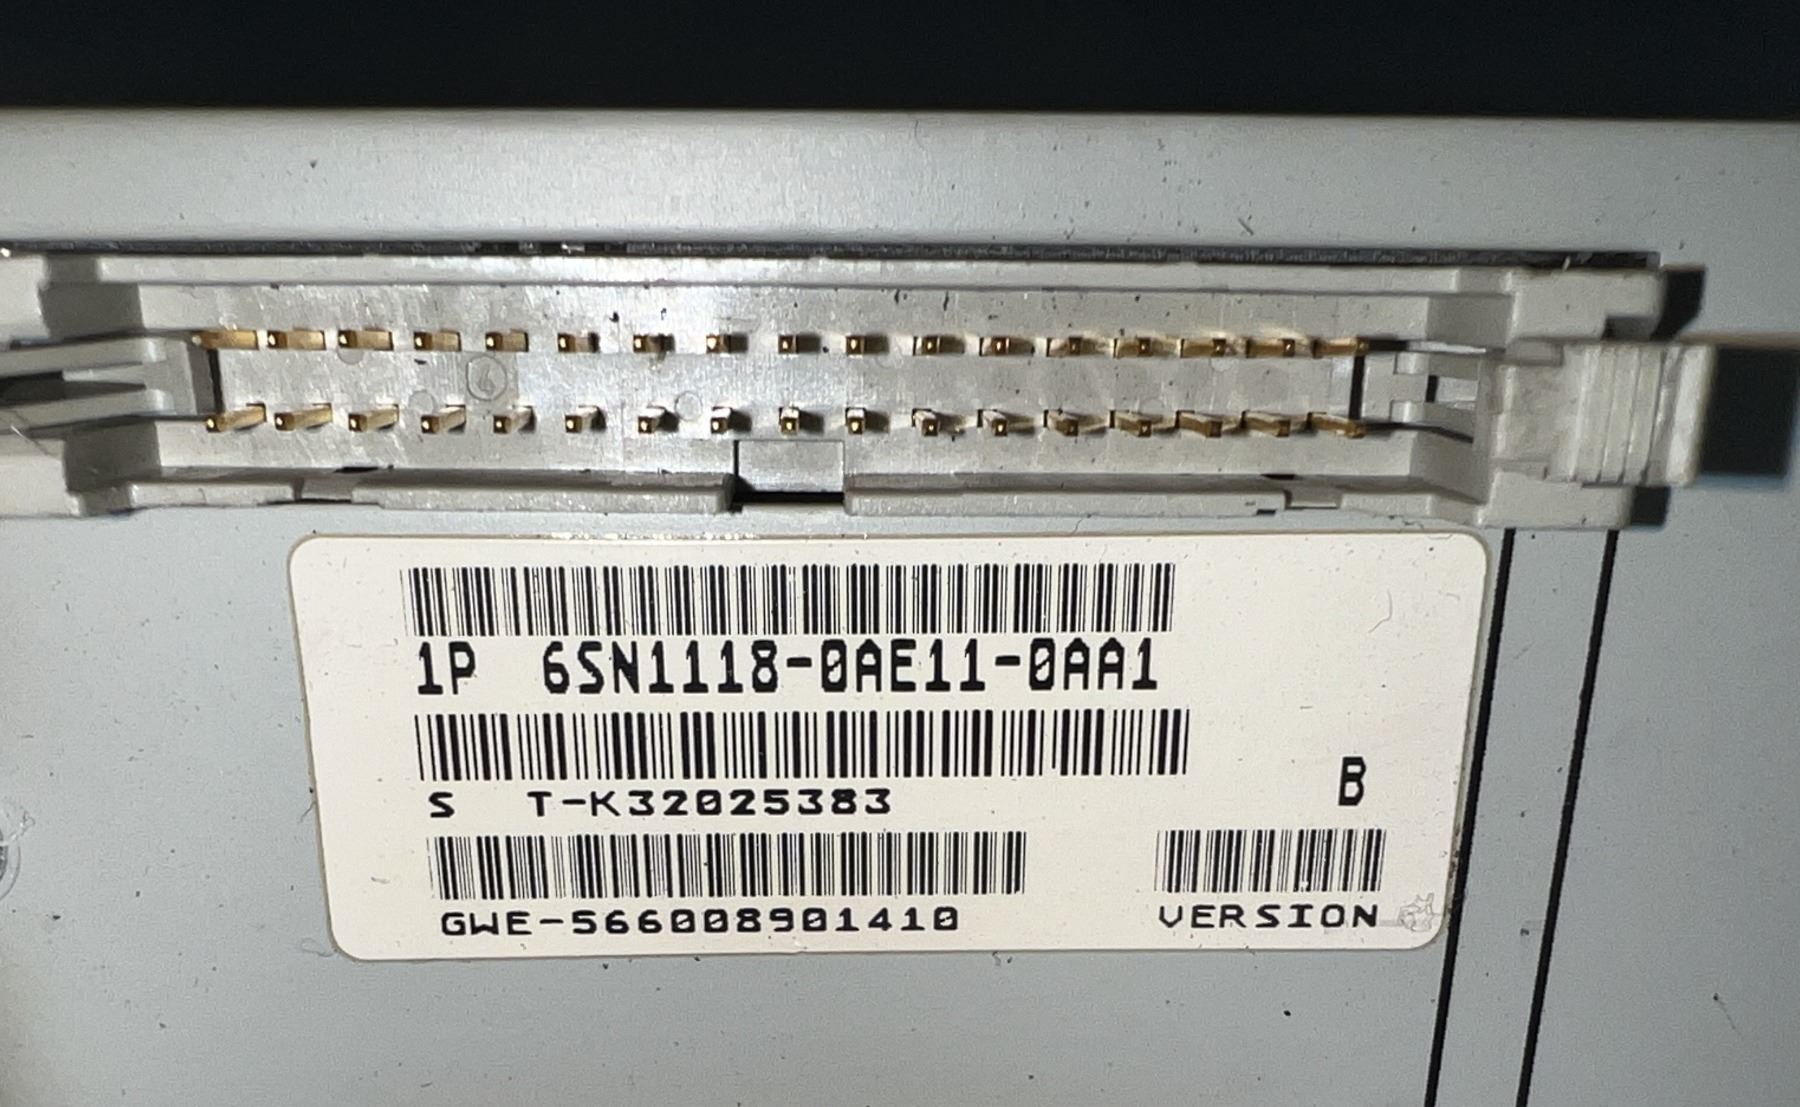 1P 6SN1118-0AE11-0AA1
S T-K32025383
B
GWE-566008901410
VERSION